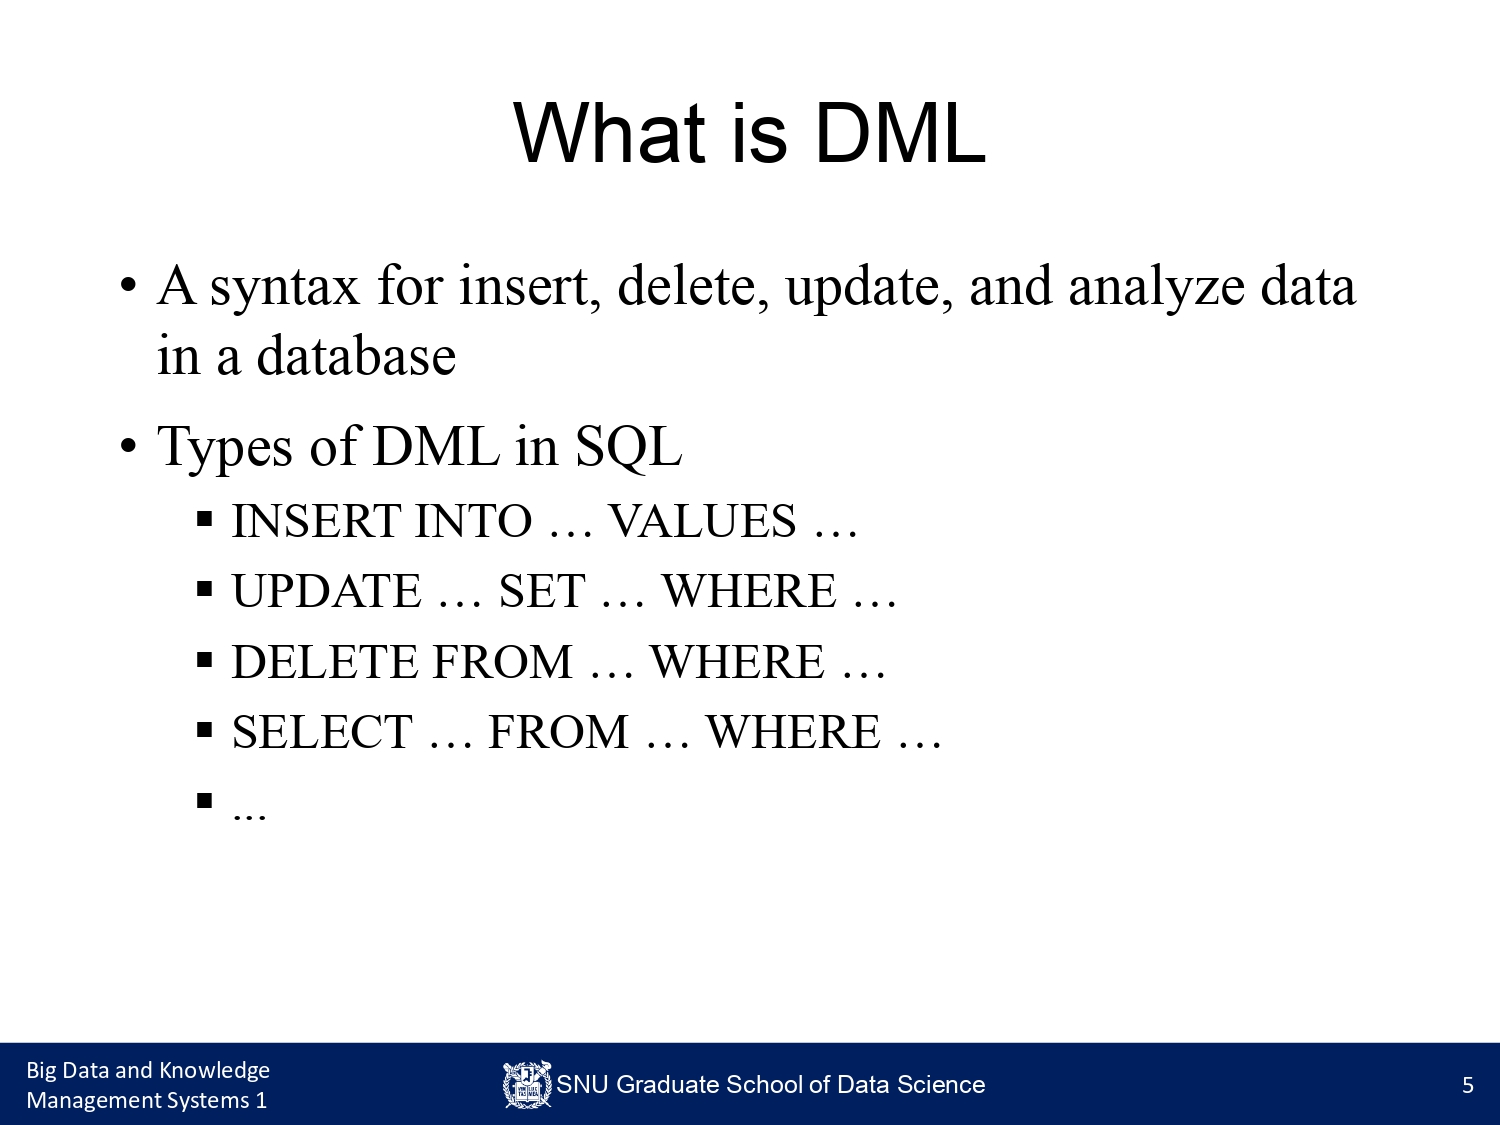 What is DML
• A syntax for insert, delete, update, and analyze data
in a database
• Types of DML in SQL
▪ INSERT INTO … VALUES …
▪ UPDATE … SET … WHERE …
▪ DELETE FROM … WHERE …
▪ SELECT … FROM … WHERE …
▪ ...
Big Data and Knowledge
Management Systems 1
SNU Graduate School of Data Science
5